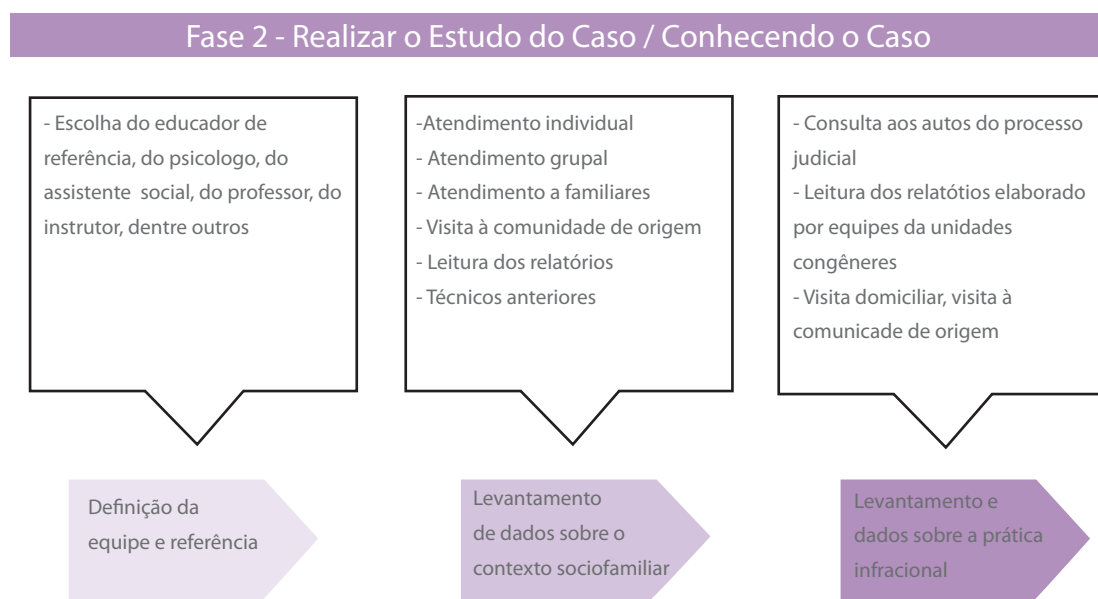 Fase 2 - Realizar o Estudo do Caso / Conhecendo o Caso
- Escolha do educador de
referência, do psicologo, do
assistente social, do professor, do
instrutor, dentre outros
-Atendimento individual
- Atendimento grupal
- Atendimento a familiares
- Visita à comunidade de origem
- Leitura dos relatórios
- Técnicos anteriores
- Consulta aos autos do processo
judicial
- Leitura dos relatótios elaborado
por equipes da unidades
congêneres
- Visita domiciliar, visita à
comunicade de origem
Definição da
equipe e referência
Levantamento
de dados sobre o
contexto sociofamiliar
Levantamento e
dados sobre a prática
infracional